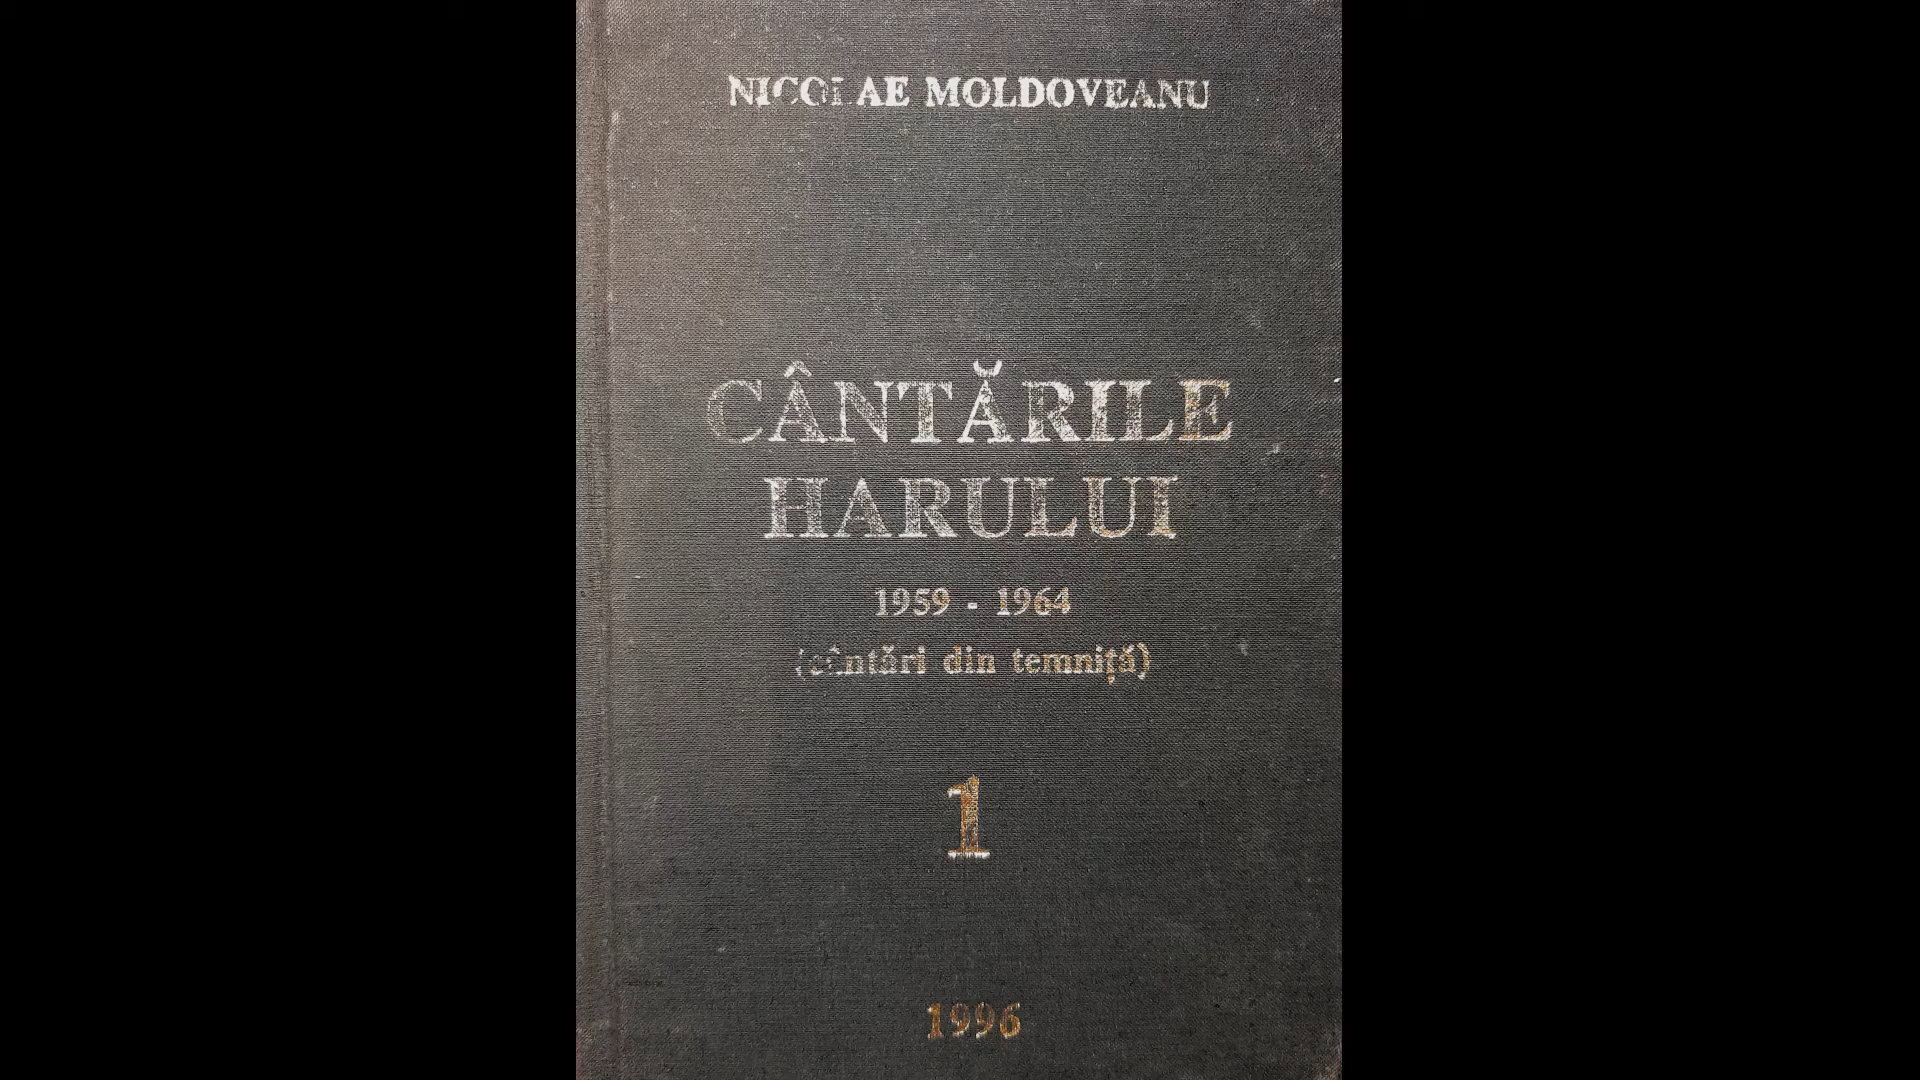 NICOLAE MOLDOVEANU
CÂNTĂRILE
HARULUI
1959 - 1964
(cântări din temniță)
1
1996